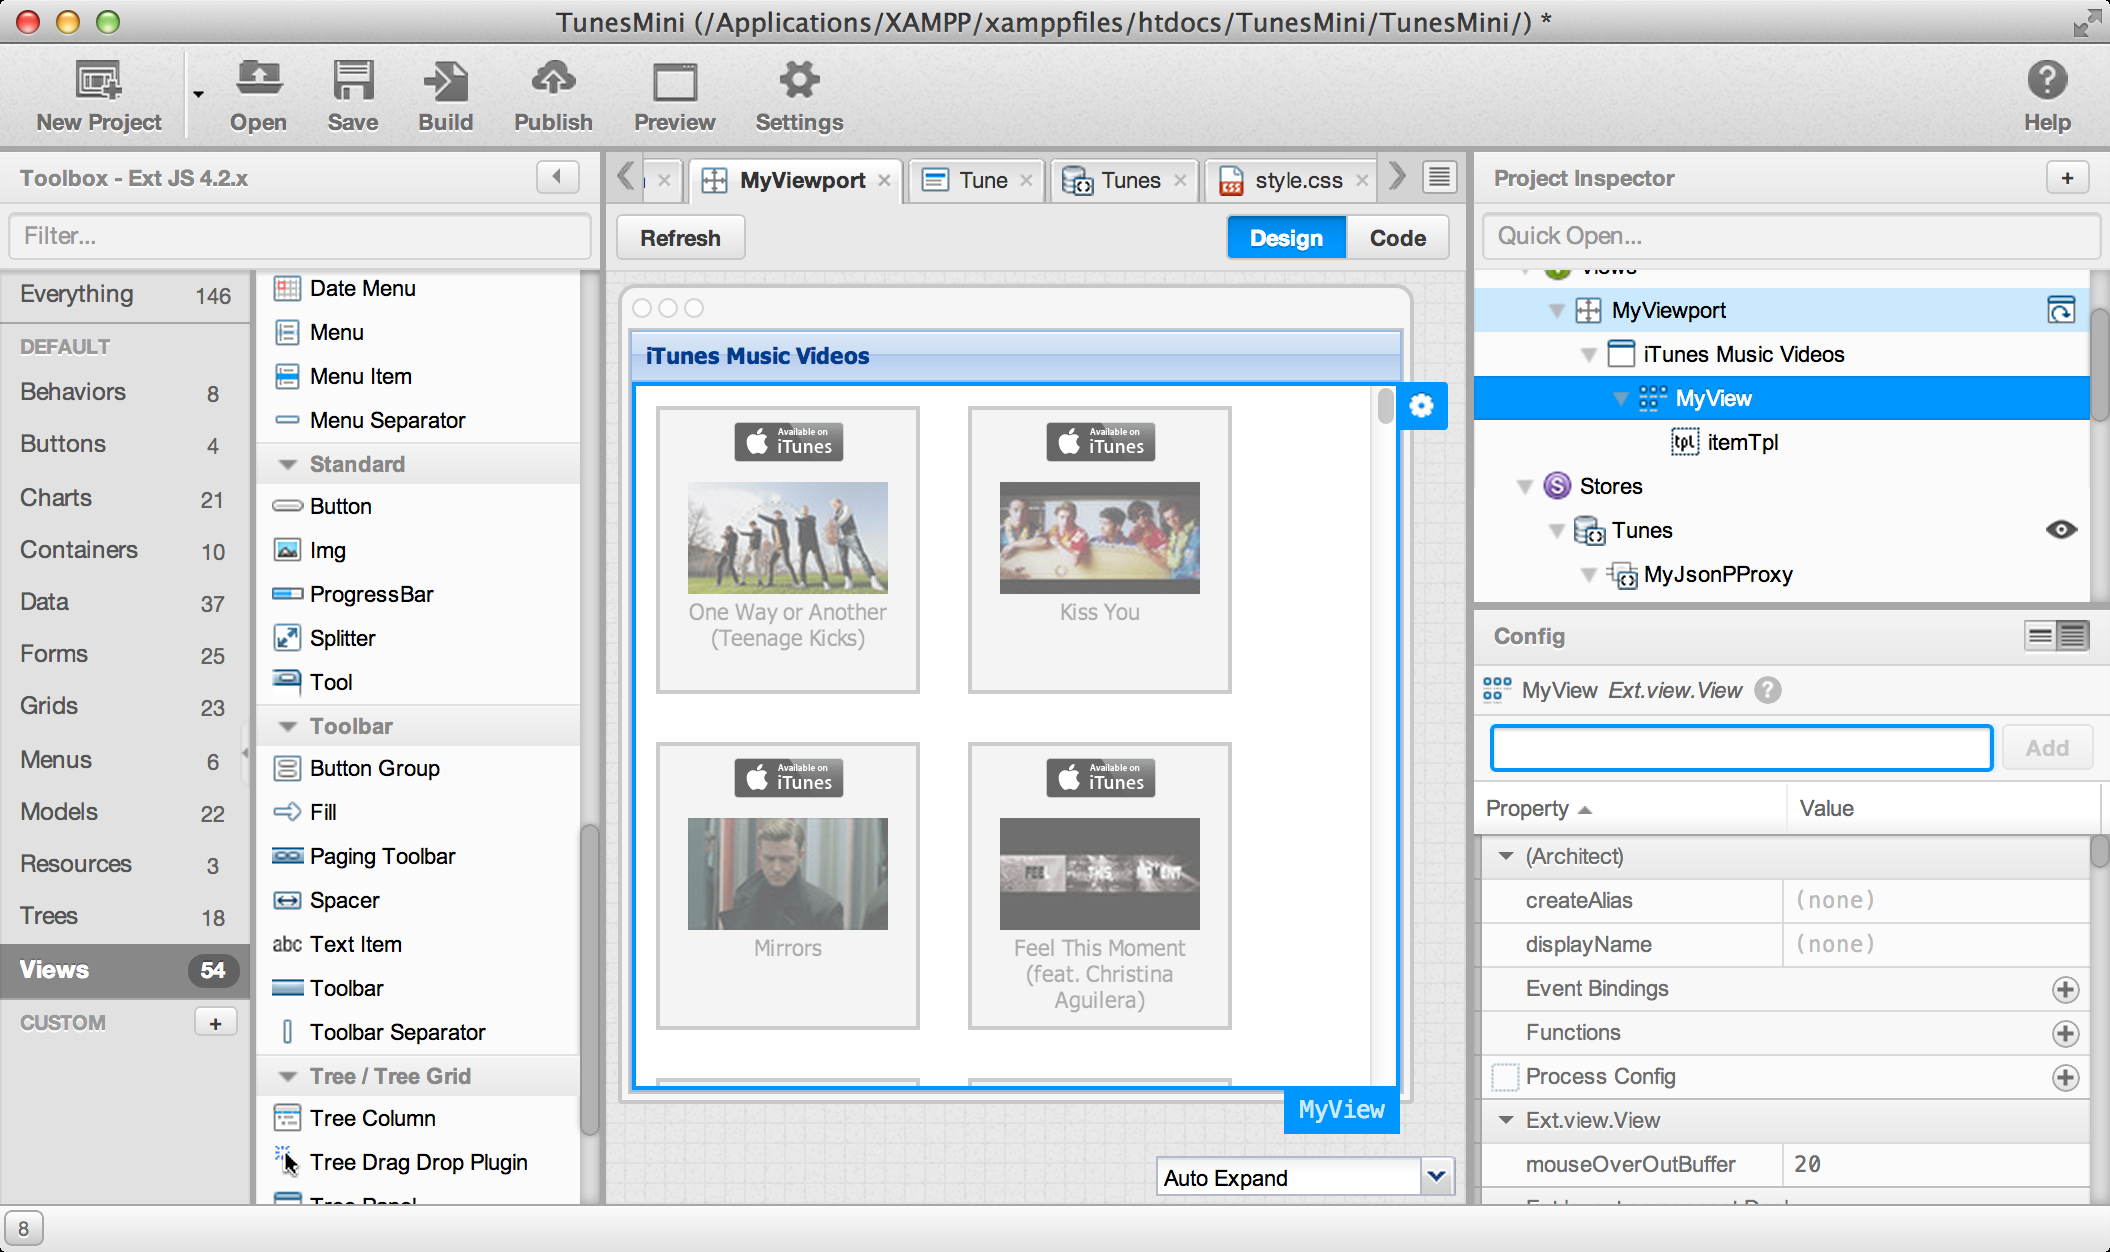 TunesMini (/Applications/XAMPP/xamppfiles/htdocs/TunesMini/TunesMini/) *
New Project
Open
Save
Build
Publish
Preview
Settings
Help
Toolbox - Ext JS 4.2.x
Filter...
Everything 146
DEFAULT
Behaviors 8
Buttons 4
Charts 21
Containers 10
Data 37
Forms 25
Grids 23
Menus 6
Models 22
Resources 3
Trees 18
Views 54
CUSTOM +
Date Menu
Menu
Menu Item
Menu Separator
Standard
Button
Img
ProgressBar
Splitter
Tool
Toolbar
Button Group
Fill
Paging Toolbar
Spacer
abc Text Item
Toolbar
Toolbar Separator
Tree / Tree Grid
Tree Column
Tree Drag Drop Plugin
Tree Panel
MyViewport
Tune
Tunes
css style.css
Refresh
Design
Code
iTunes Music Videos
Available on
iTunes
One Way or Another
(Teenage Kicks)
Available on
iTunes
Kiss You
Available on
iTunes
Mirrors
Available on
iTunes
FEEL THIS MOMENT
Feel This Moment
(feat. Christina
Aguilera)
MyView
Auto Expand
Project Inspector
+
Quick Open...
Views
MyViewport
iTunes Music Videos
MyView
tpl itemTpl
S Stores
Tunes
MyJsonPProxy
Config
MyView Ext.view.View ?
Add
Property Value
(Architect)
createAlias (none)
displayName (none)
Event Bindings
Functions
Process Config
Ext.view.View
mouseOverOutBuffer 20
8